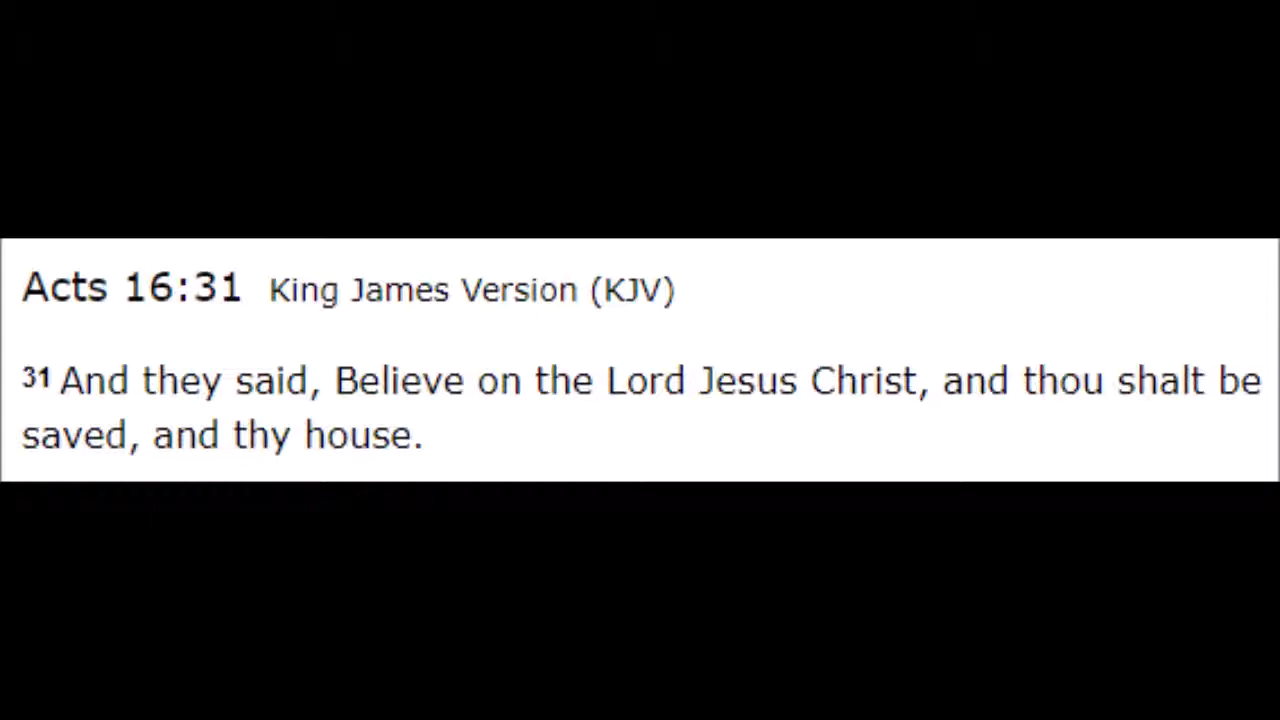 Acts 16:31 King James Version (KJV)
31 And they said, Believe on the Lord Jesus Christ, and thou shalt be
saved, and thy house.